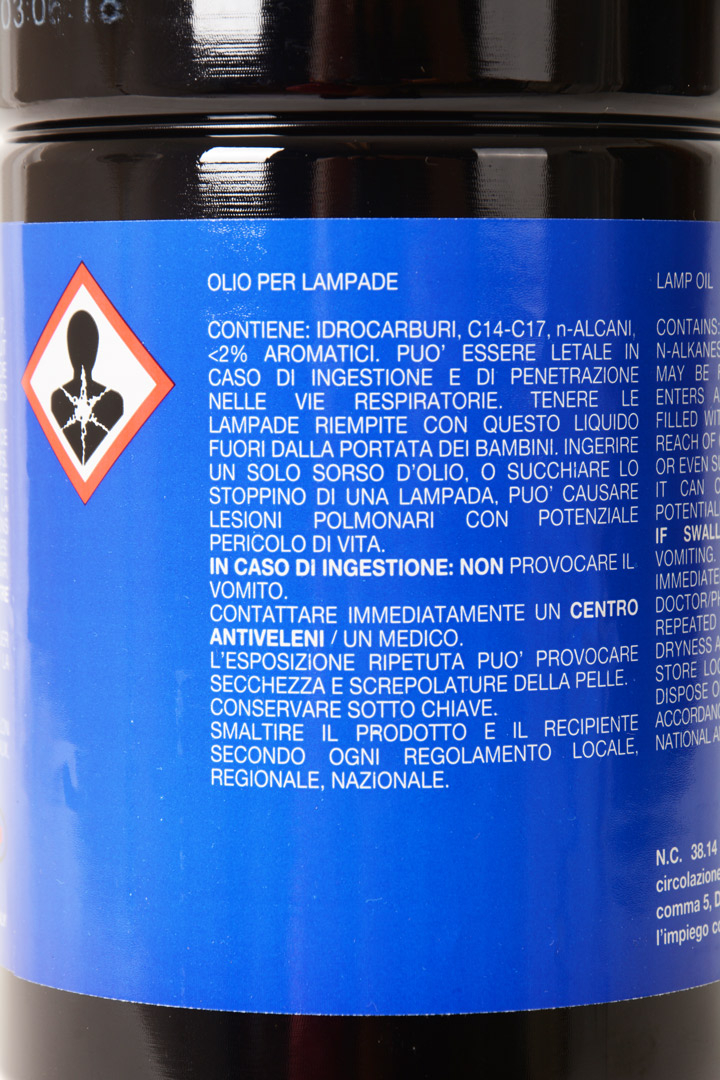 03:06 18
OLIO PER LAMPADE
CONTIENE: IDROCARBURI, C14-C17, n-ALCANI,
<2% AROMATICI. PUO' ESSERE LETALE IN
CASO DI INGESTIONE E DI PENETRAZIONE
NELLE VIE RESPIRATORIE. TENERE LE
LAMPADE RIEMPITE CON QUESTO LIQUIDO
FUORI DALLA PORTATA DEI BAMBINI. INGERIRE
UN SOLO SORSO D'OLIO, O SUCCHIARE LO
STOPPINO DI UNA LAMPADA, PUO' CAUSARE
LESIONI POLMONARI CON POTENZIALE
PERICOLO DI VITA.
IN CASO DI INGESTIONE: NON PROVOCARE IL
VOMITO.
CONTATTARE IMMEDIATAMENTE UN CENTRO
ANTIVELENI / UN MEDICO.
L'ESPOSIZIONE RIPETUTA PUO' PROVOCARE
SECCHEZZA E SCREPOLATURE DELLA PELLE.
CONSERVARE SOTTO CHIAVE.
SMALTIRE IL PRODOTTO E IL RECIPIENTE
SECONDO OGNI REGOLAMENTO LOCALE,
REGIONALE, NAZIONALE.
LAMP OIL
CONTAINS:
N-ALKANES
MAY BE
ENTERS
FILLED
REACH OF
OR EVEN
IT CAN
POTENTIAL
IF SWALL
VOMITING.
IMMEDIATE
DOCTOR/PH
REPEATED
DRYNESS
STORE LOC
DISPOSE O
ACCORDANC
NATIONAL
N.C. 38.14
circolazione
comma 5,
l'impiego